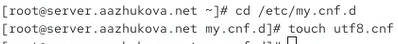 [root@server.aazhukova.net ~]# cd /etc/my.cnf.d
[root@server.aazhukova.net my.cnf.d]# touch utf8.cnf